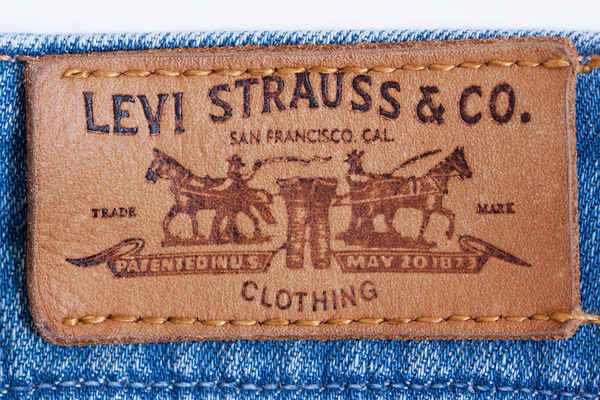 LEVI STRAUSS & CO.
SAN FRANCISCO, CAL.
TRADE MARK
PATENTED IN U.S. MAY 20 1873
CLOTHING